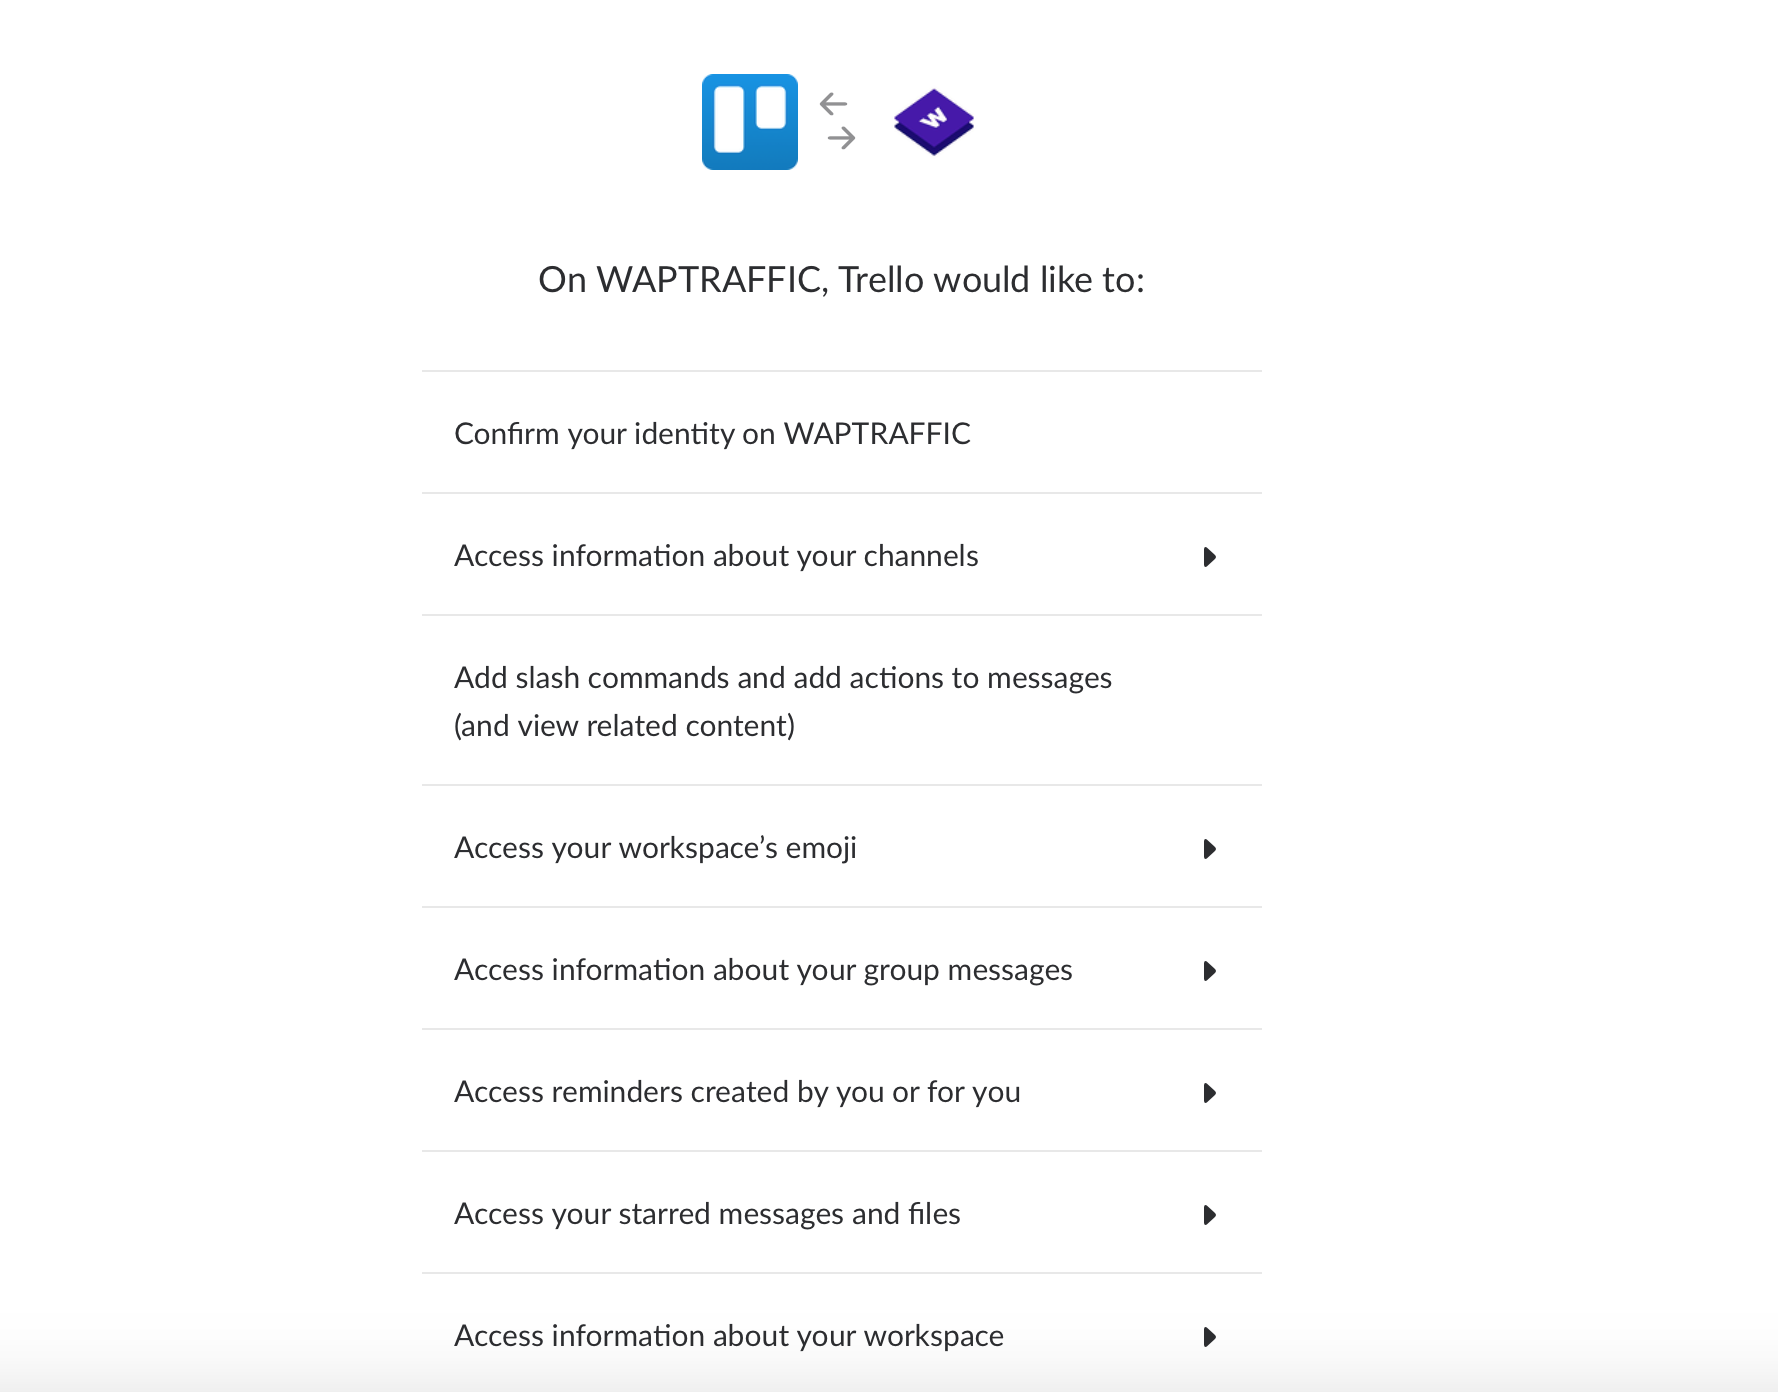 W
On WAPTRAFFIC, Trello would like to:
Confirm your identity on WAPTRAFFIC
Access information about your channels
Add slash commands and add actions to messages
(and view related content)
Access your workspace’s emoji
Access information about your group messages
Access reminders created by you or for you
Access your starred messages and files
Access information about your workspace